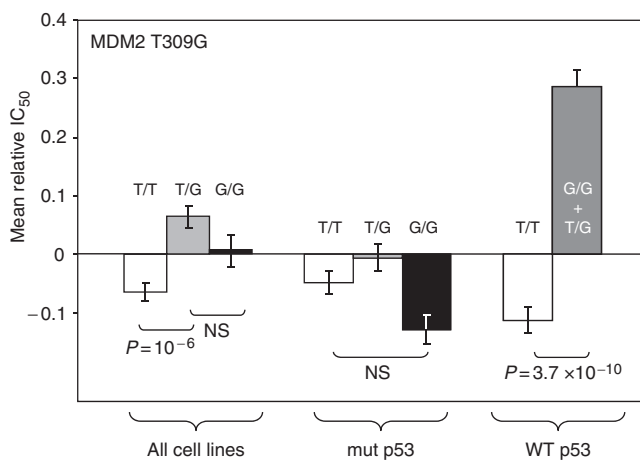 MDM2 T309G
Mean relative IC50
0.4
0.3
0.2
0.1
0
−0.1
T/T T/G G/G
T/T T/G G/G
T/T
G/G
+
T/G
P=10−6
NS
NS
P=3.7 ×10−10
All cell lines
mut p53
WT p53